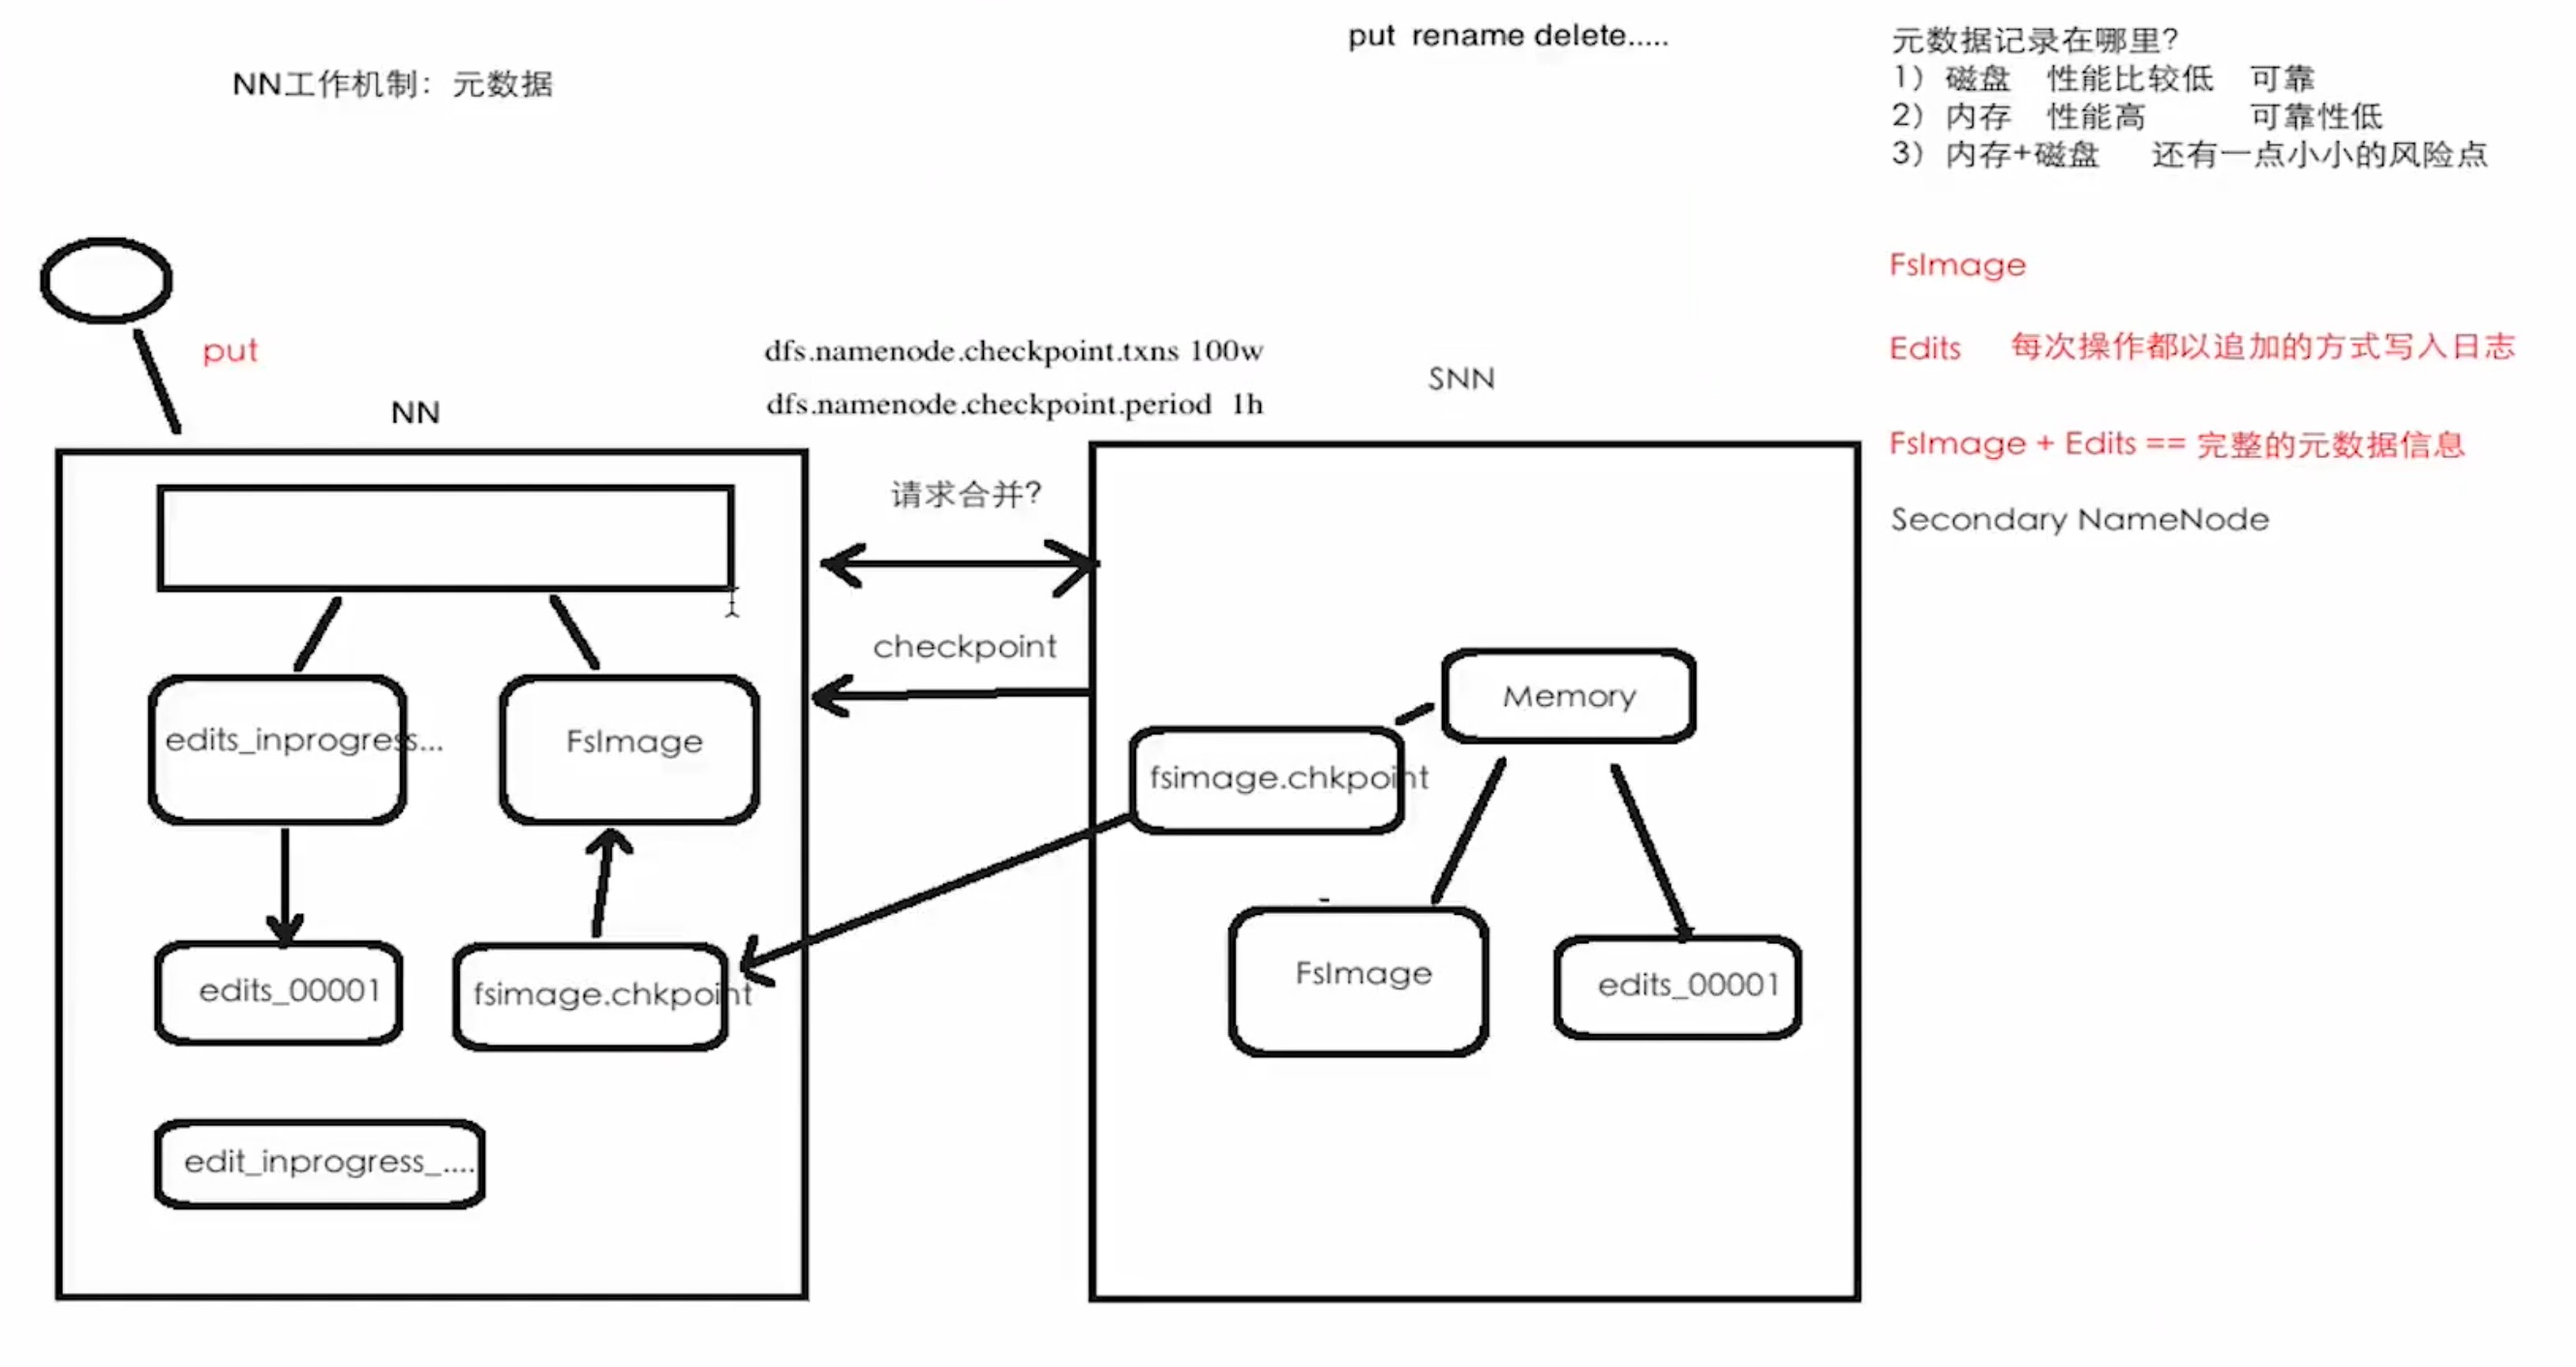 put rename delete.....
NN工作机制：元数据
元数据记录在哪里?
1）磁盘 性能比较低 可靠
2）内存 性能高 可靠性低
3）内存+磁盘 还有一点小小的风险点
FsImage
Edits 每次操作都以追加的方式写入日志
FsImage + Edits == 完整的元数据信息
Secondary NameNode
put
NN
dfs.namenode.checkpoint.txns 100w
dfs.namenode.checkpoint.period 1h
SNN
请求合并?
checkpoint
edits_inprogress...
FsImage
edits_00001
fsimage.chkpoint
edit_inprogress_....
Memory
fsimage.chkpoint
FsImage
edits_00001